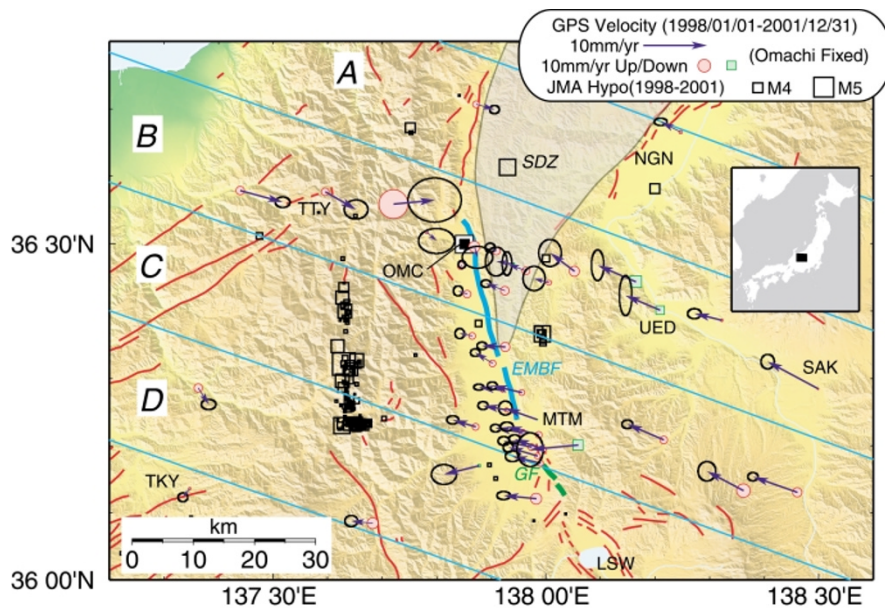 GPS Velocity (1998/01/01-2001/12/31)
10mm/yr
(Omachi Fixed)
10mm/yr Up/Down
JMA Hypo(1998-2001) M4 M5
A
B
SDZ
NGN
TTY
36 30'N
OMC
C
UED
EMBF
SAK
D
MTM
TKY
GF
km
0 10 20 30
LSW
36 00'N
137 30'E
138 00'E
138 30'E